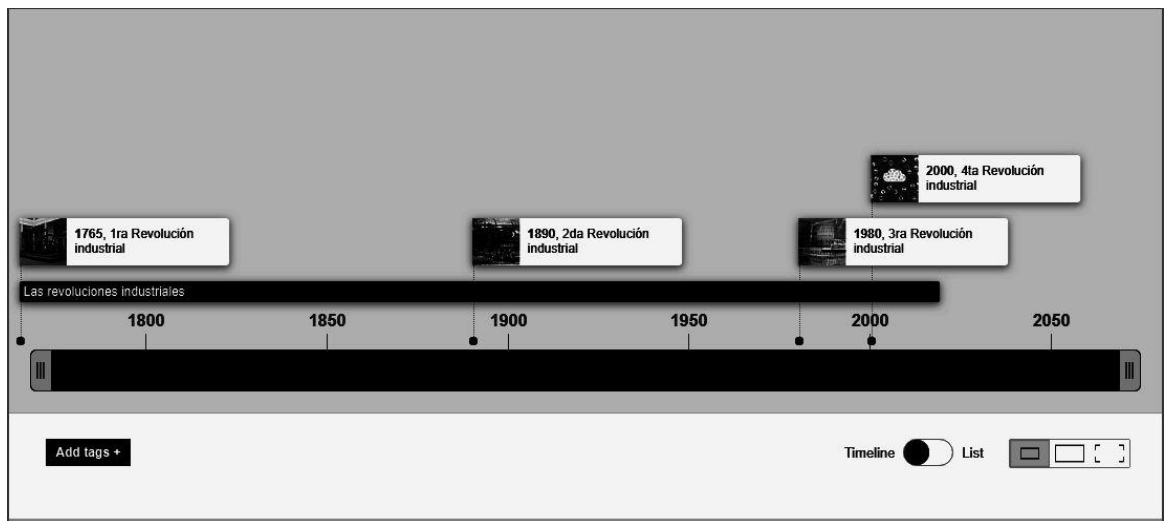 2000, 4ta Revolución
industrial
1765, 1ra Revolución
industrial
1890, 2da Revolución
industrial
1980, 3ra Revolución
industrial
Las revoluciones industriales
1800 1850 1900 1950 2000 2050
Add tags +
Timeline List